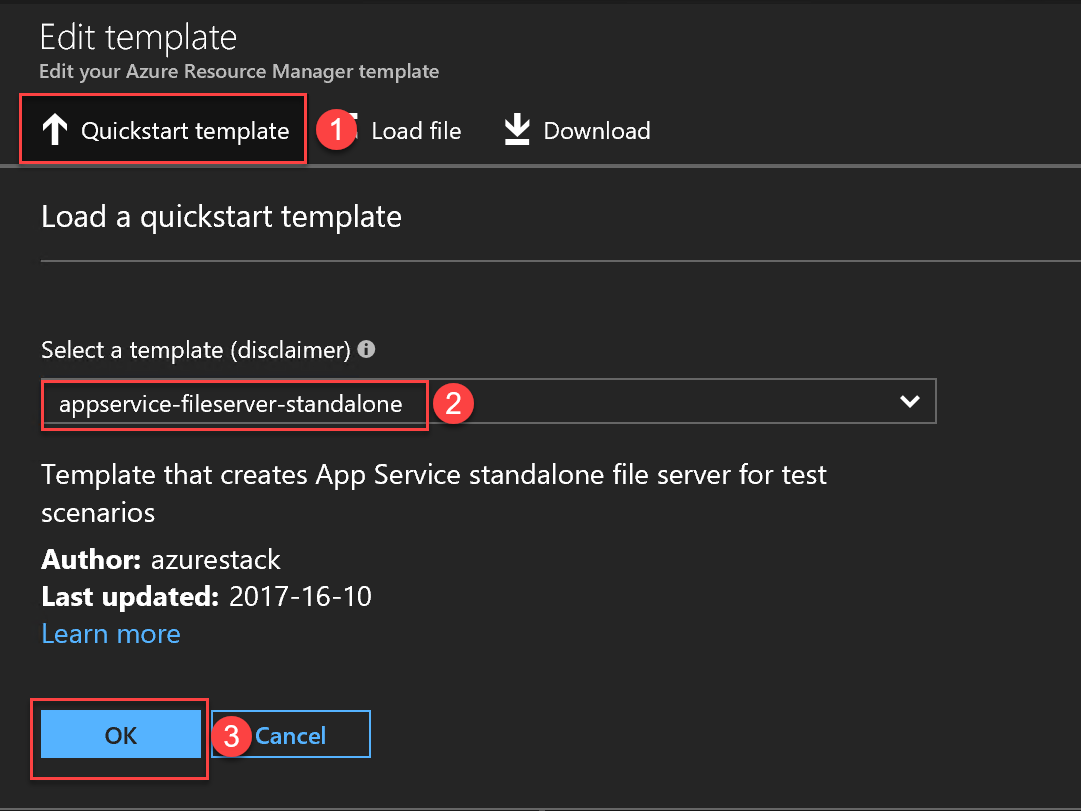 Edit template
Edit your Azure Resource Manager template
Quickstart template 1 Load file Download
Load a quickstart template
Select a template (disclaimer)
appservice-fileserver-standalone 2
Template that creates App Service standalone file server for test
scenarios
Author: azurestack
Last updated: 2017-16-10
Learn more
OK 3 Cancel